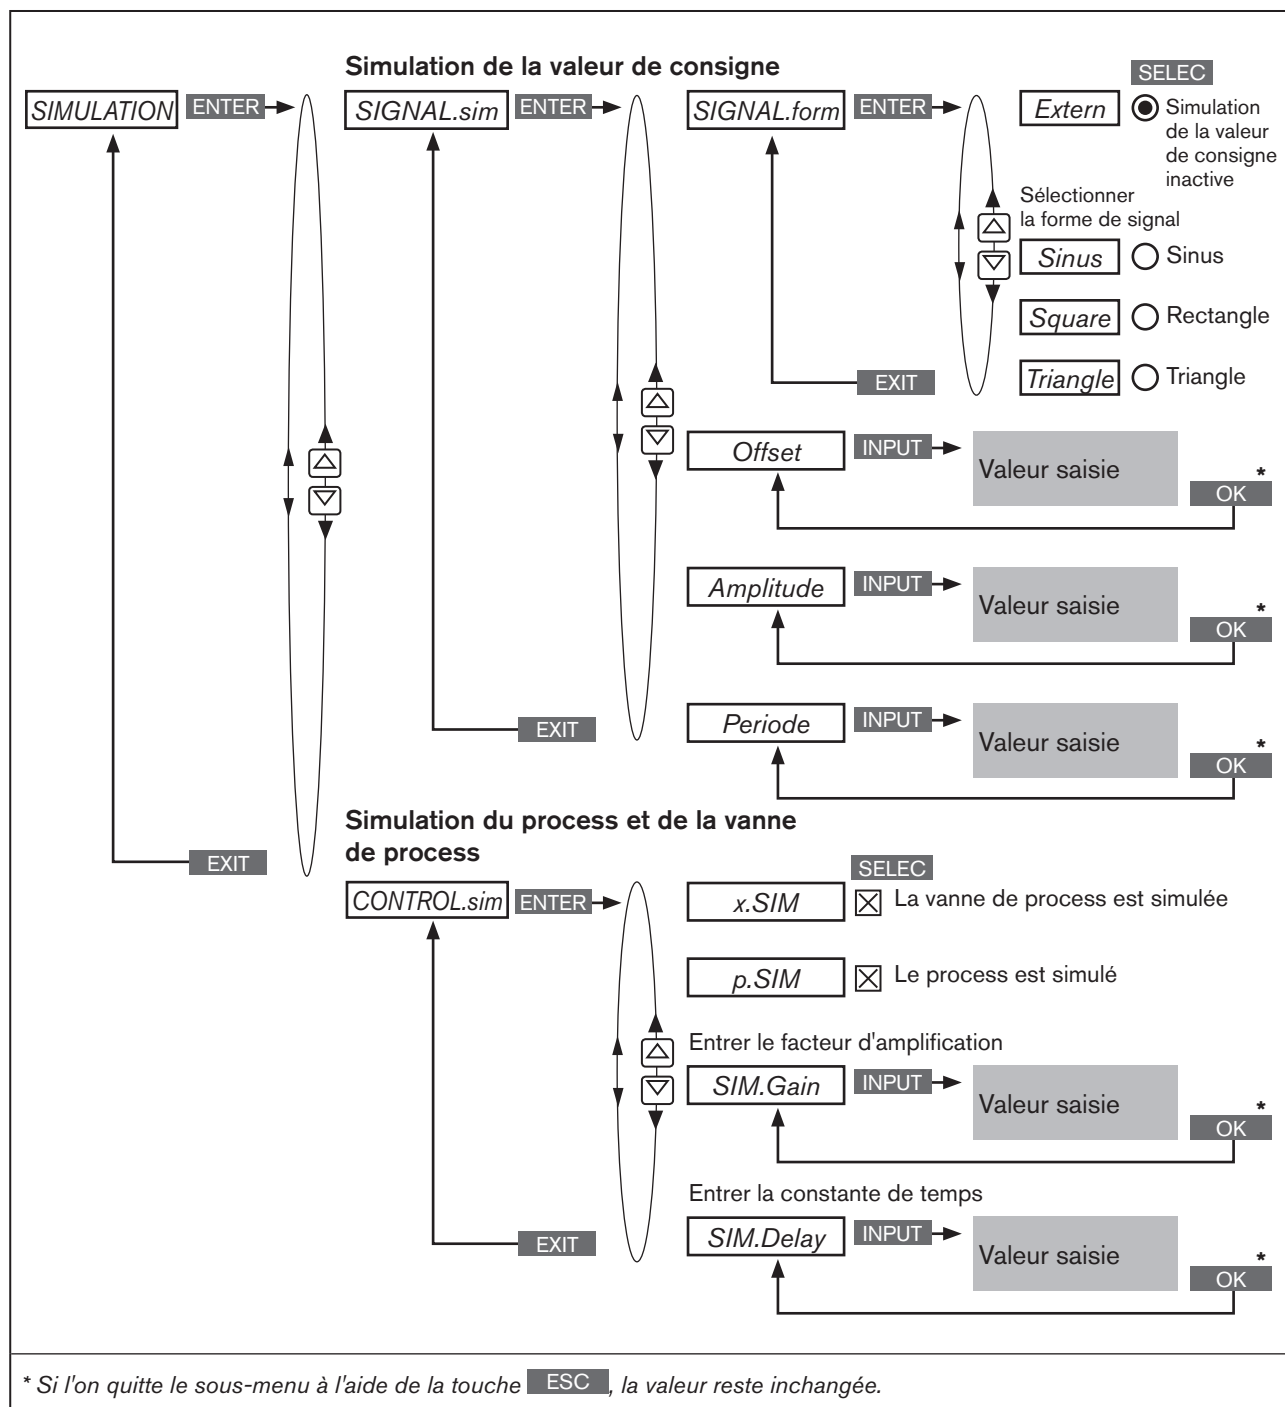 Simulation de la valeur de consigne
SELEC
SIMULATION ENTER SIGNAL.sim ENTER SIGNAL.form ENTER Extern Simulation
de la valeur
de consigne
inactive
Sélectionner
la forme de signal
Sinus Sinus
Square Rectangle
Triangle Triangle
EXIT
Offset INPUT Valeur saisie *
OK
Amplitude INPUT Valeur saisie *
OK
Periode INPUT Valeur saisie *
OK
EXIT
Simulation du process et de la vanne
de process
EXIT
SELEC
CONTROL.sim ENTER x.SIM La vanne de process est simulée
p.SIM Le process est simulé
Entrer le facteur d'amplification
SIM.Gain INPUT Valeur saisie *
OK
Entrer la constante de temps
SIM.Delay INPUT Valeur saisie *
OK
EXIT
* Si l'on quitte le sous-menu à l'aide de la touche ESC , la valeur reste inchangée.